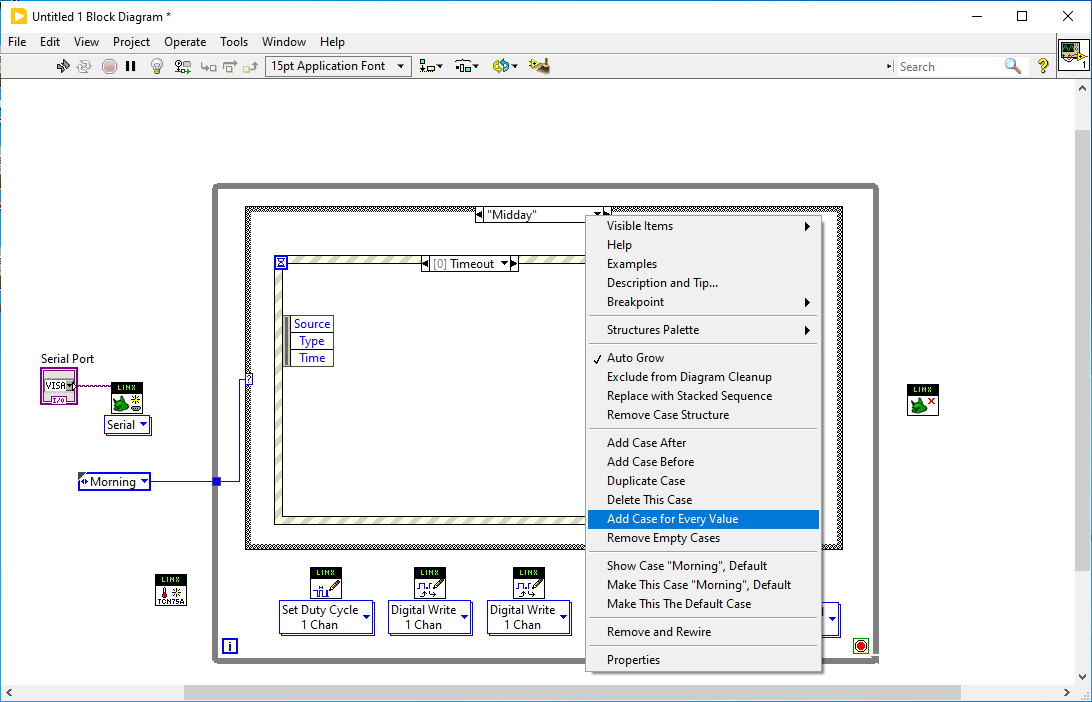 Untitled 1 Block Diagram *
File Edit View Project Operate Tools Window Help
15pt Application Font
Search
?
1
"Midday"
[0] Timeout
Source
Type
Time
Serial Port
VISA
I/O
LINX
Serial
Morning
?
LINX
TCN75A
LINX
Set Duty Cycle
1 Chan
LINX
Digital Write
1 Chan
LINX
Digital Write
1 Chan
i
LINX
Visible Items
Help
Examples
Description and Tip...
Breakpoint
Structures Palette
Auto Grow
Exclude from Diagram Cleanup
Replace with Stacked Sequence
Remove Case Structure
Add Case After
Add Case Before
Duplicate Case
Delete This Case
Add Case for Every Value
Remove Empty Cases
Show Case "Morning", Default
Make This Case "Morning", Default
Make This The Default Case
Remove and Rewire
Properties